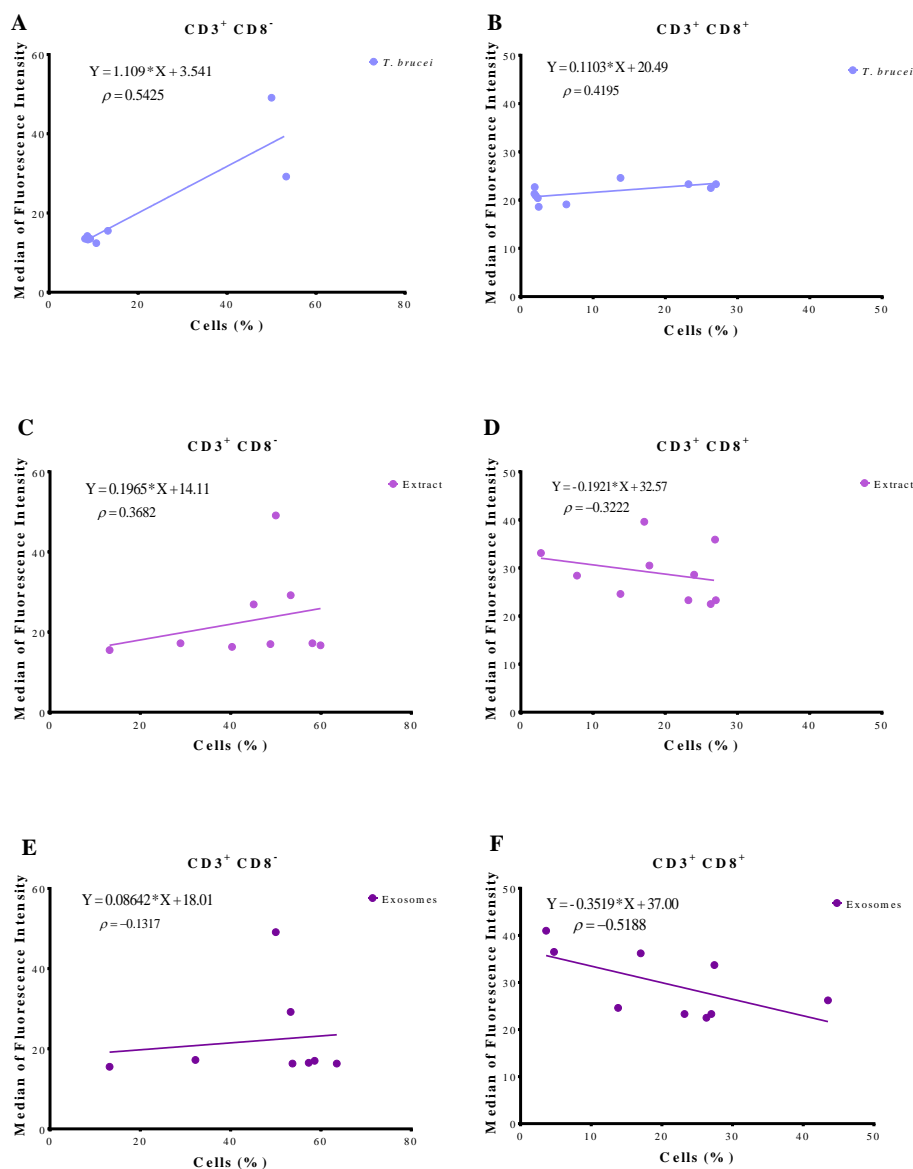 A
CD3⁺ CD8⁻
Y=1.109*X+3.541
ρ=0.5425
T. brucei
Median of Fluorescence Intensity
60
40
20
0
20
40
60
80
Cells (%)
B
CD3⁺ CD8⁺
Y=0.1103*X+20.49
ρ=0.4195
T. brucei
Median of Fluorescence Intensity
50
40
30
20
10
0
0
10
20
30
40
50
Cells (%)
C
CD3⁺ CD8⁻
Y=0.1965*X+14.11
ρ=0.3682
Extract
Median of Fluorescence Intensity
60
40
20
0
20
40
60
80
Cells (%)
D
CD3⁺ CD8⁺
Y=-0.1921*X+32.57
ρ=−0.3222
Extract
Median of Fluorescence Intensity
50
40
30
20
10
0
0
10
20
30
40
50
Cells (%)
E
CD3⁺ CD8⁻
Y=0.08642*X+18.01
ρ=−0.1317
Exosomes
Median of Fluorescence Intensity
60
40
20
0
20
40
60
80
Cells (%)
F
CD3⁺ CD8⁺
Y=-0.3519*X+37.00
ρ=−0.5188
Exosomes
Median of Fluorescence Intensity
50
40
30
20
10
0
0
10
20
30
40
50
Cells (%)